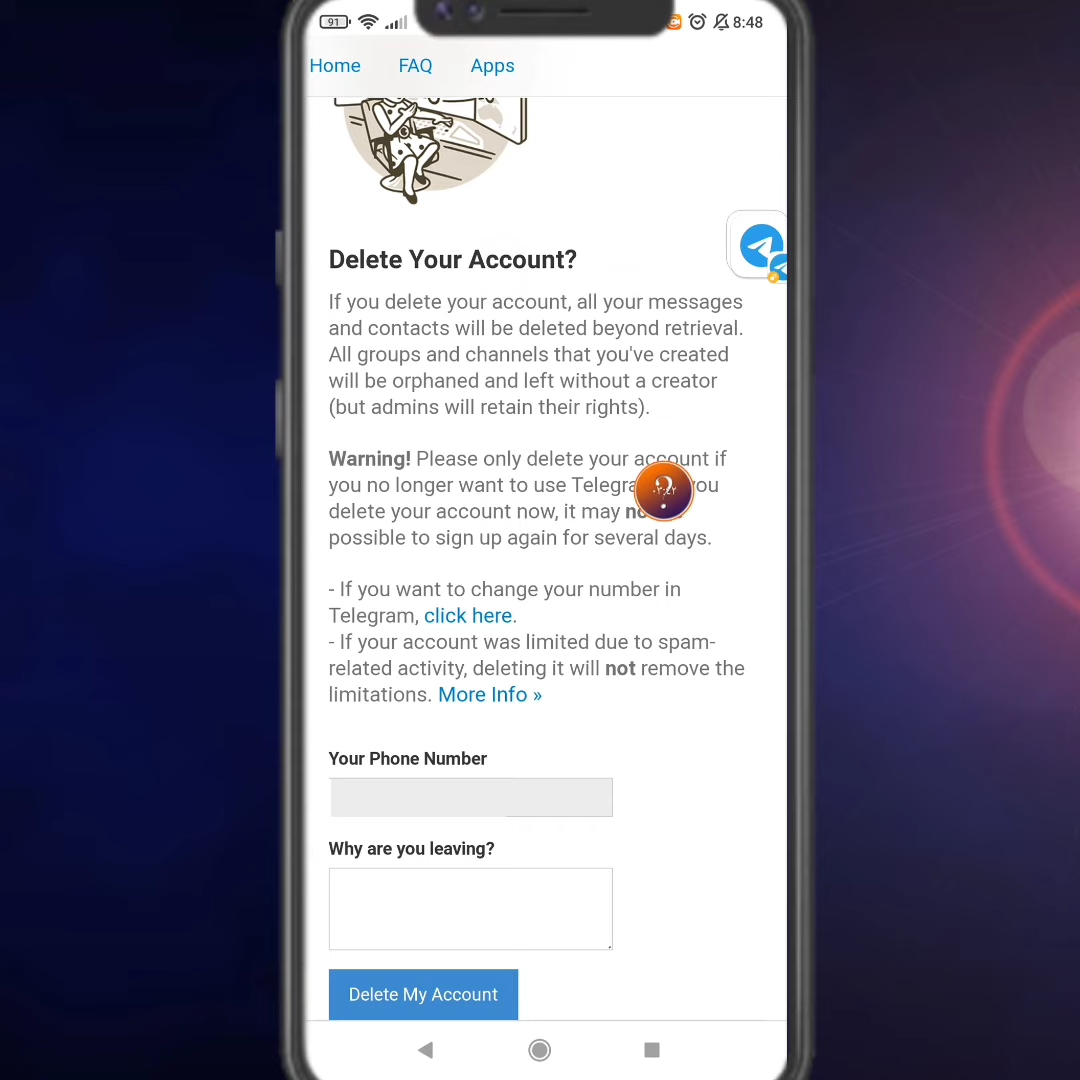 91
8:48
Home FAQ Apps
Delete Your Account?
If you delete your account, all your messages
and contacts will be deleted beyond retrieval.
All groups and channels that you've created
will be orphaned and left without a creator
(but admins will retain their rights).
Warning! Please only delete your account if
you no longer want to use you
delete your account now, it may
possible to sign up again for several days.
- If you want to change your number in
Telegram, click here.
- If your account was limited due to spam-
related activity, deleting it will not remove the
limitations. More Info »
Your Phone Number
Why are you leaving?
Delete My Account